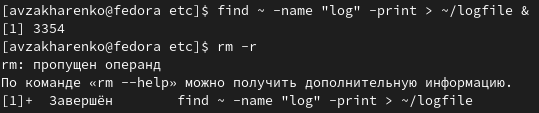 [avzakharenko@fedora etc]$ find ~ -name "log" -print > ~/logfile &
[1] 3354
[avzakharenko@fedora etc]$ rm -r
rm: пропущен операнд
По команде «rm --help» можно получить дополнительную информацию.
[1]+  Завершён        find ~ -name "log" -print > ~/logfile